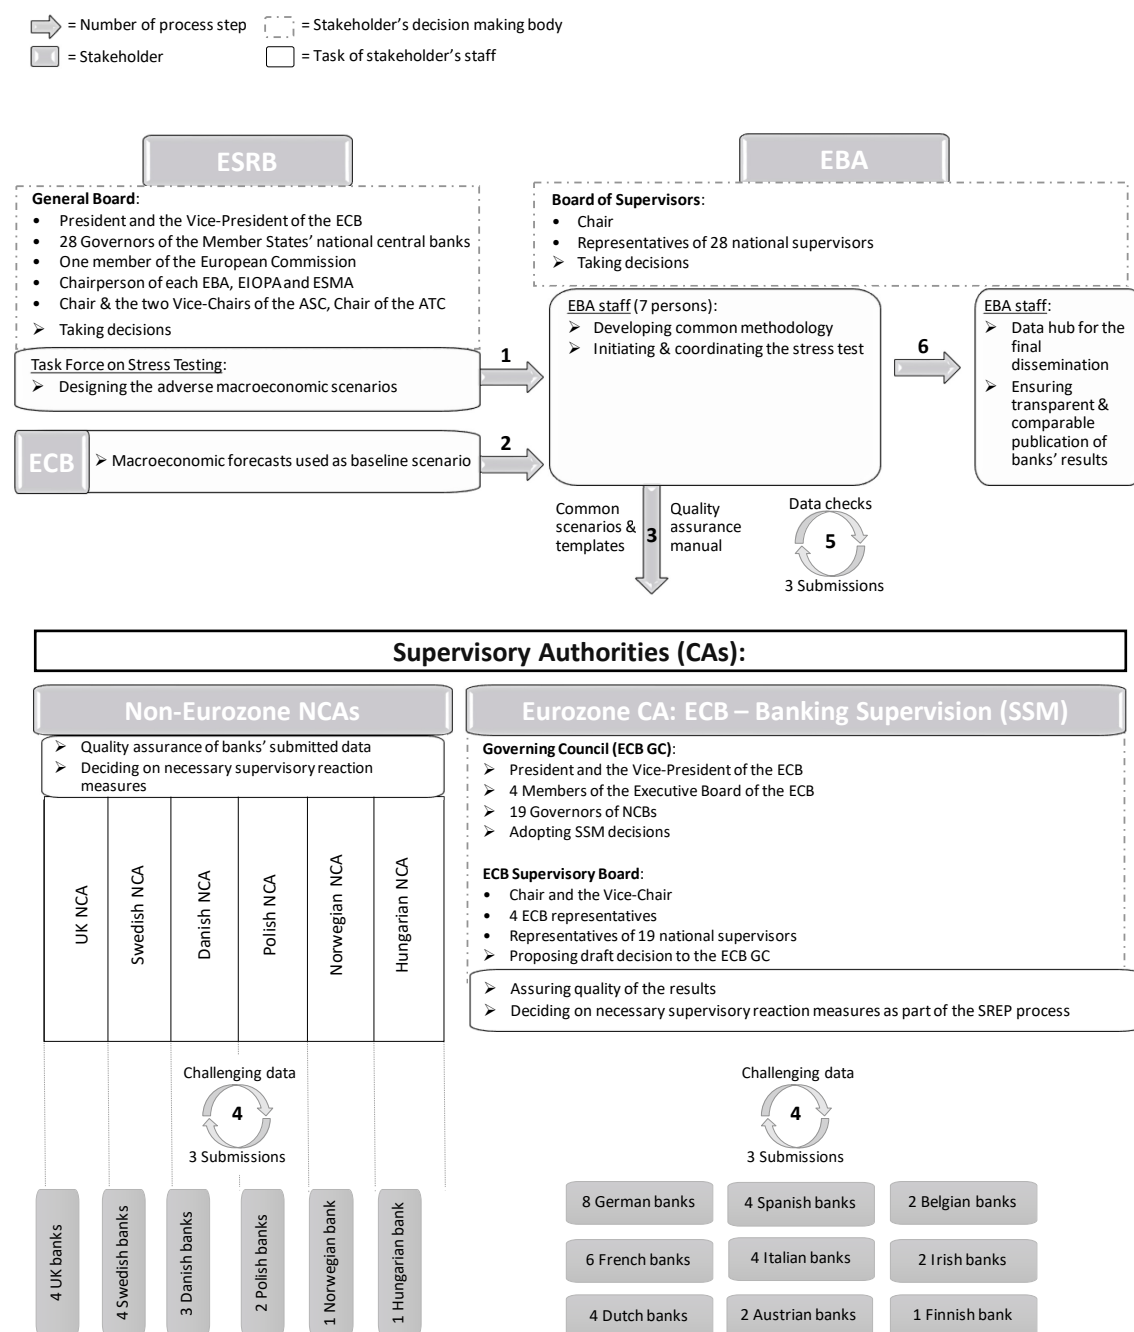 = Number of process step
= Stakeholder's decision making body
= Stakeholder
= Task of stakeholder's staff
ESRB
General Board:
• President and the Vice-President of the ECB
• 28 Governors of the Member States' national central banks
• One member of the European Commission
• Chairperson of each EBA, EIOPA and ESMA
• Chair & the two Vice-Chairs of the ASC, Chair of the ATC
➢ Taking decisions
Task Force on Stress Testing:
➢ Designing the adverse macroeconomic scenarios
1
ECB
➢ Macroeconomic forecasts used as baseline scenario
2
EBA
Board of Supervisors:
• Chair
• Representatives of 28 national supervisors
➢ Taking decisions
EBA staff (7 persons):
➢ Developing common methodology
➢ Initiating & coordinating the stress test
6
EBA staff:
➢ Data hub for the
final
dissemination
➢ Ensuring
transparent &
comparable
publication of
banks' results
Common
scenarios &
templates
3
Quality
assurance
manual
Data checks
5
3 Submissions
Supervisory Authorities (CAs):
Non-Eurozone NCAs
➢ Quality assurance of banks' submitted data
➢ Deciding on necessary supervisory reaction
measures
UK NCA
Swedish NCA
Danish NCA
Polish NCA
Norwegian NCA
Hungarian NCA
Challenging data
4
3 Submissions
4 UK banks
4 Swedish banks
3 Danish banks
2 Polish banks
1 Norwegian bank
1 Hungarian bank
Eurozone CA: ECB – Banking Supervision (SSM)
Governing Council (ECB GC):
➢ President and the Vice-President of the ECB
➢ 4 Members of the Executive Board of the ECB
➢ 19 Governors of NCBs
➢ Adopting SSM decisions
ECB Supervisory Board:
• Chair and the Vice-Chair
• 4 ECB representatives
• Representatives of 19 national supervisors
➢ Proposing draft decision to the ECB GC
➢ Assuring quality of the results
➢ Deciding on necessary supervisory reaction measures as part of the SREP process
Challenging data
4
3 Submissions
8 German banks
4 Spanish banks
2 Belgian banks
6 French banks
4 Italian banks
2 Irish banks
4 Dutch banks
2 Austrian banks
1 Finnish bank